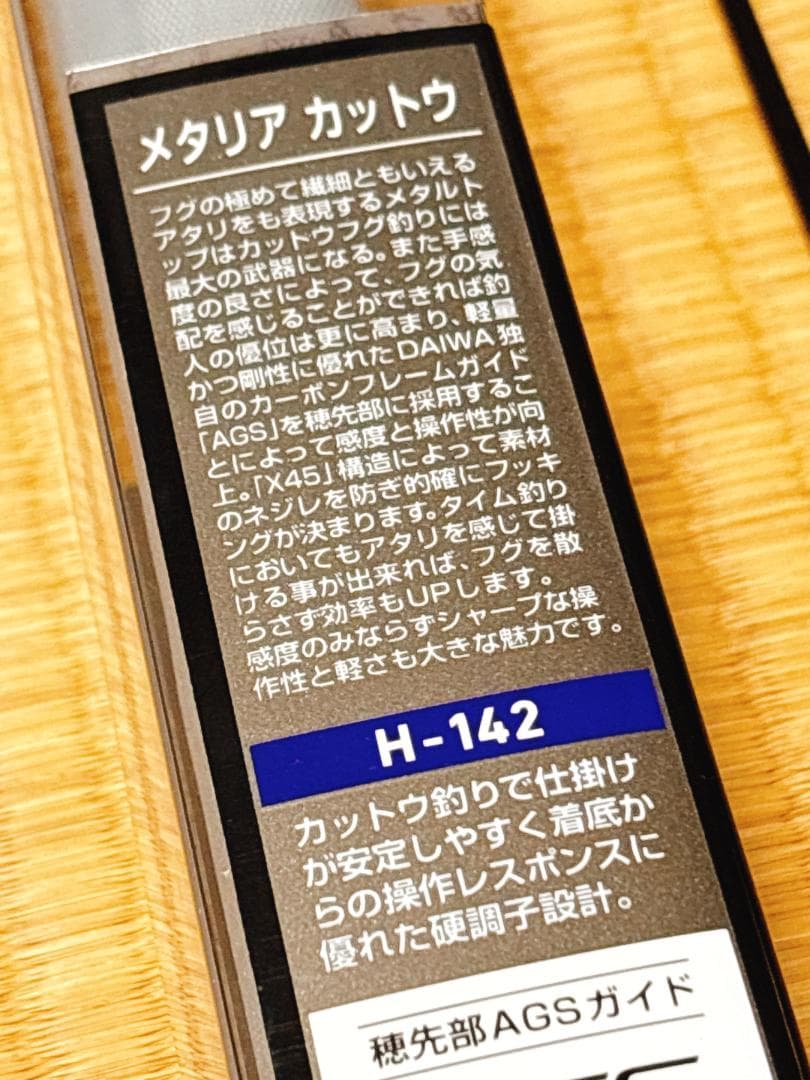 メタリア カットウ
フグの極めて繊細ともいえる
アタリをも表現するメタルト
ップはカットウフグ釣りには
最大の武器になる。また手感
度の良さによって、フグの気
配を感じることができれば釣
人の優位は更に高まり、軽量
かつ剛性に優れたDAIWA独
自のカーボンフレームガイド
「AGS」を穂先部に採用するこ
とによって感度と操作性が向
上。「X45」構造によって素材
のネジレを防ぎ的確にフッキ
ングが決まります。タイム釣り
においてもアタリを感じて掛
ける事が出来れば、フグを散
らさず効率もUPします。
感度のみならずシャープな操
作性と軽さも大きな魅力です。
H-142
カットウ釣りで仕掛け
が安定しやすく着底か
らの操作レスポンスに
優れた硬調子設計。
穂先部AGSガイド